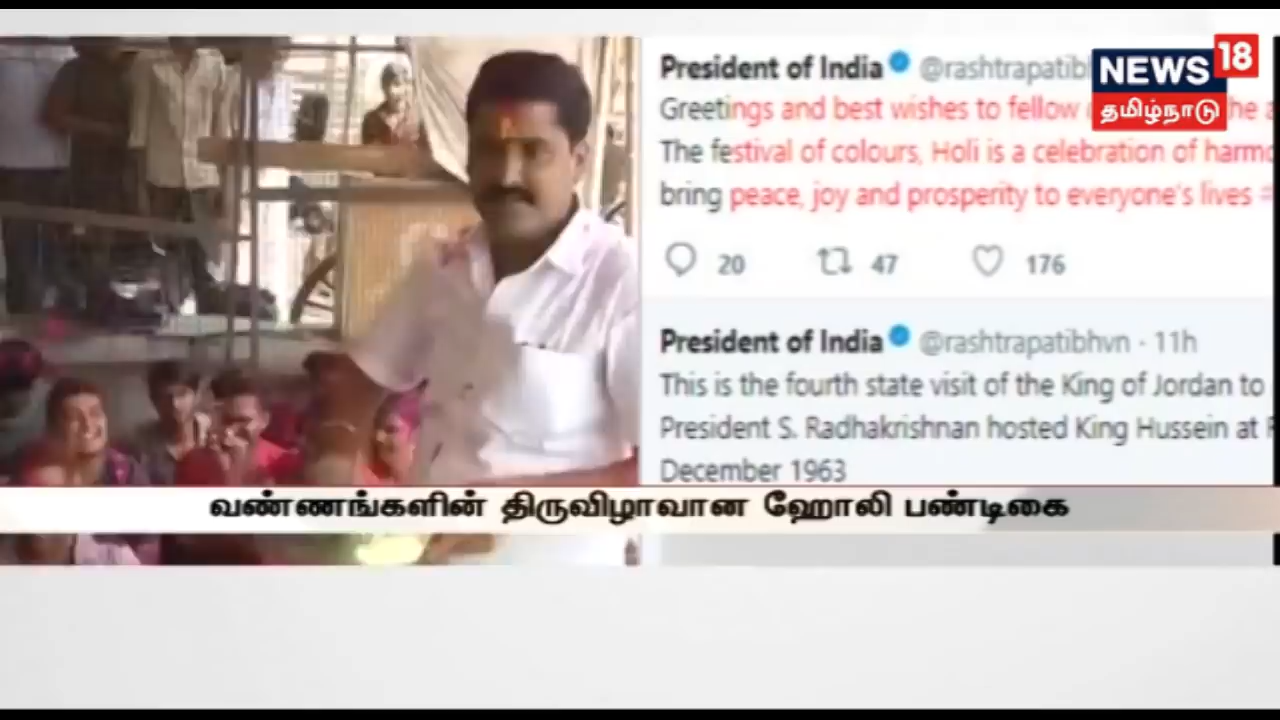 NEWS 18
தமிழ்நாடு
President of India @rashtrapatibh
Greetings and best wishes to fellow he a
The festival of colours, Holi is a celebration of harmo
bring peace, joy and prosperity to everyone's lives
20 47 176
President of India @rashtrapatibhvn · 11h
This is the fourth state visit of the King of Jordan to
President S. Radhakrishnan hosted King Hussein at
December 1963
வண்ணங்களின் திருவிழாவான ஹோலி பண்டிகை